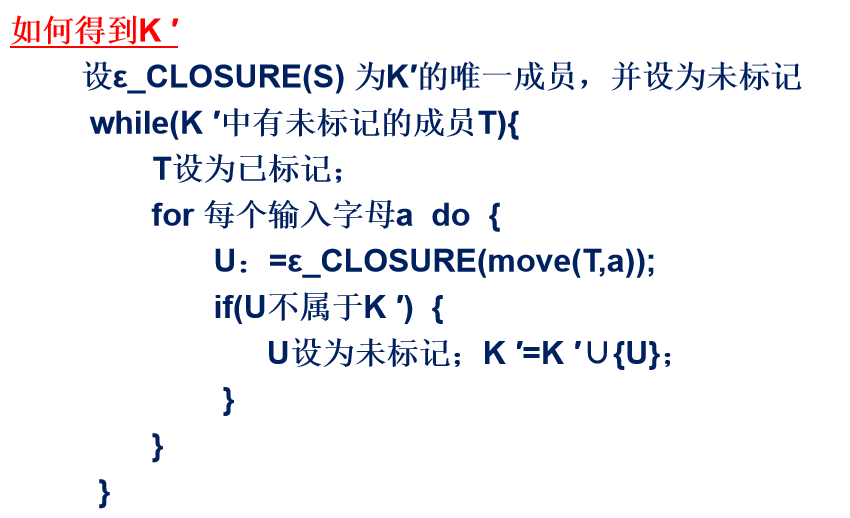 如何得到K ′
设ε_CLOSURE(S) 为K′的唯一成员，并设为未标记
while(K ′中有未标记的成员T){
T设为已标记；
for 每个输入字母a do {
U：=ε_CLOSURE(move(T,a));
if(U不属于K ′) {
U设为未标记；K ′=K ′∪{U}；
}
}
}